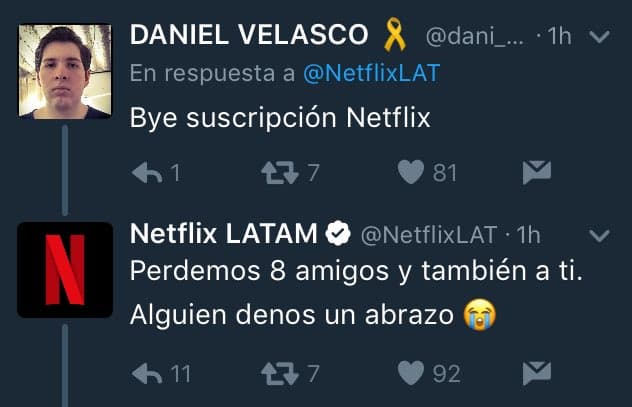 DANIEL VELASCO 🎗 @dani_... · 1h
En respuesta a @NetflixLAT
Bye suscripción Netflix
1 7 81
Netflix LATAM @NetflixLAT · 1h
N
Perdemos 8 amigos y también a ti.
Alguien denos un abrazo 😭
11 7 92